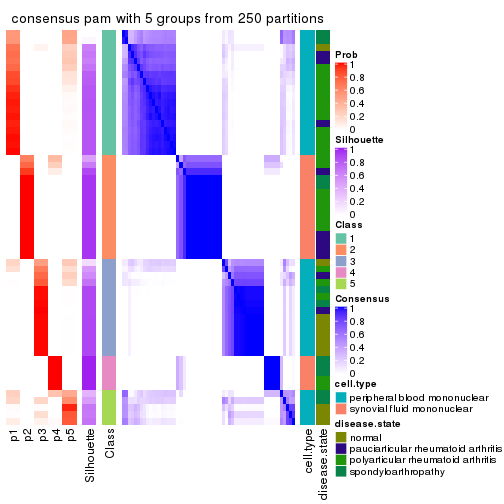 consensus pam with 5 groups from 250 partitions
Prob
1
0.8
0.6
0.4
0.2
0
Silhouette
1
0.8
0.6
0.4
0.2
0
Class
1
2
3
4
5
Consensus
1
0.8
0.6
0.4
0.2
0
cell.type
peripheral blood mononuclear
synovial fluid mononuclear
disease.state
normal
pauciarticular rheumatoid arthritis
polyarticular rheumatoid arthritis
spondyloarthropathy
p1
p2
p3
p4
p5
Silhouette
Class
cell.type
disease.state